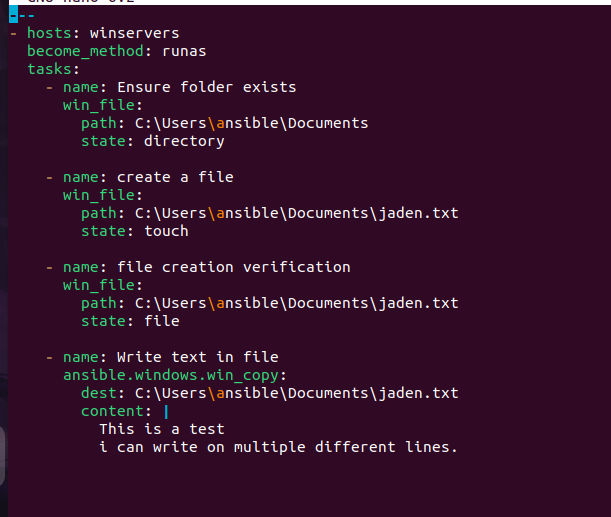 ---
- hosts: winservers
  become_method: runas
  tasks:
    - name: Ensure folder exists
      win_file:
        path: C:\Users\ansible\Documents
        state: directory

    - name: create a file
      win_file:
        path: C:\Users\ansible\Documents\jaden.txt
        state: touch

    - name: file creation verification
      win_file:
        path: C:\Users\ansible\Documents\jaden.txt
        state: file

    - name: Write text in file
      ansible.windows.win_copy:
        dest: C:\Users\ansible\Documents\jaden.txt
        content: |
          This is a test
          i can write on multiple different lines.